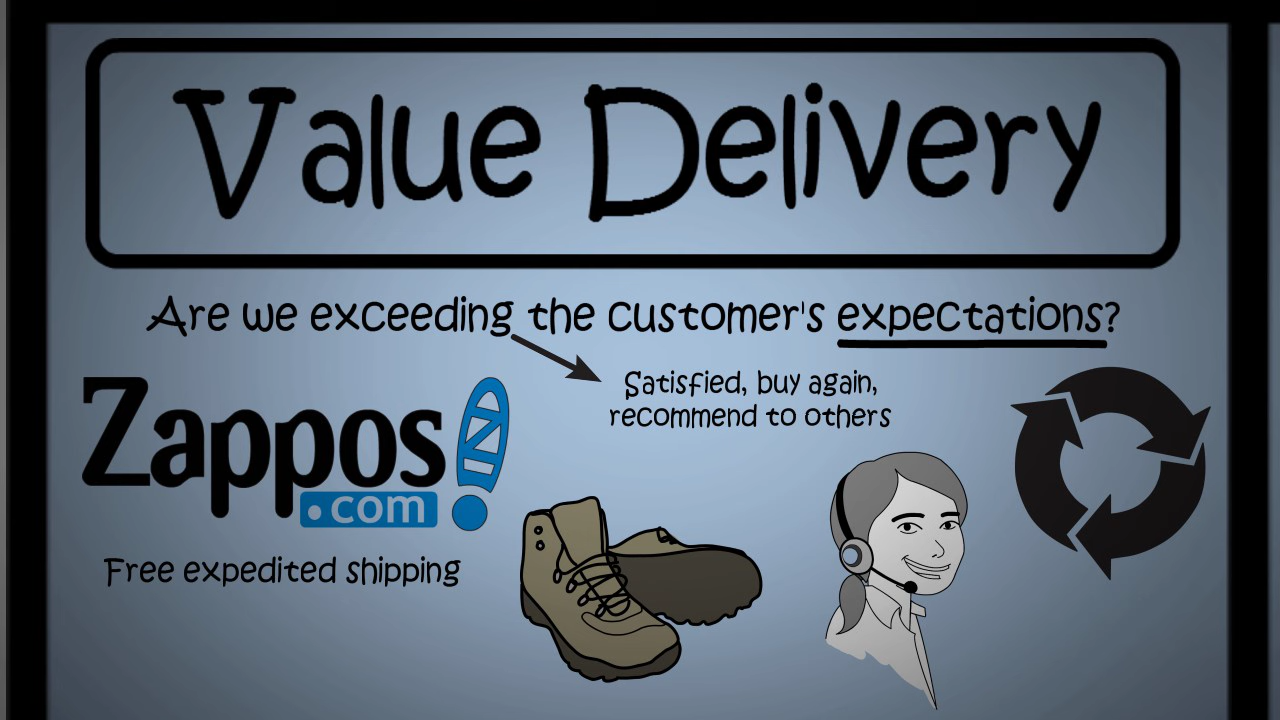 Value Delivery
Are we exceeding the customer's expectations?
Satisfied, buy again,
recommend to others
Zappos
.com
Free expedited shipping